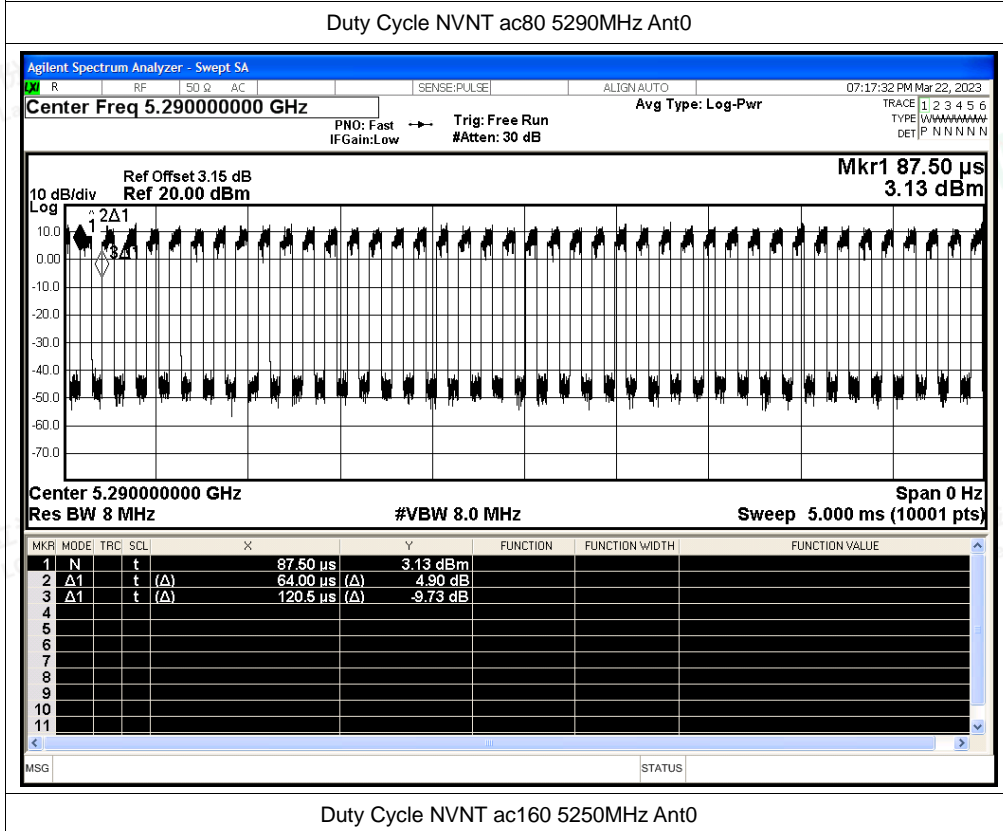 Duty Cycle NVNT ac80 5290MHz Ant0
Agilent Spectrum Analyzer - Swept SA
LXI R RF 50 Ω AC SENSE:PULSE ALIGN AUTO 07:17:32 PM Mar 22, 2023
Center Freq 5.290000000 GHz Avg Type: Log-Pwr TRACE 1 2 3 4 5 6
PNO: Fast Trig: Free Run TYPE
IFGain:Low #Atten: 30 dB DET P N N N N N
Mkr1 87.50 µs
Ref Offset 3.15 dB
10 dB/div Ref 20.00 dBm 3.13 dBm
Log
2Δ1
1
3Δ1
10.0
0.00
-10.0
-20.0
-30.0
-40.0
-50.0
-60.0
-70.0
Center 5.290000000 GHz Span 0 Hz
Res BW 8 MHz #VBW 8.0 MHz Sweep 5.000 ms (10001 pts)
MKR MODE TRC SCL X Y FUNCTION FUNCTION WIDTH FUNCTION VALUE
1 N t 87.50 µs 3.13 dBm
2 Δ1 t (Δ) 64.00 µs (Δ) 4.90 dB
3 Δ1 t (Δ) 120.5 µs (Δ) -9.73 dB
4
5
6
7
8
9
10
11
MSG STATUS
Duty Cycle NVNT ac160 5250MHz Ant0